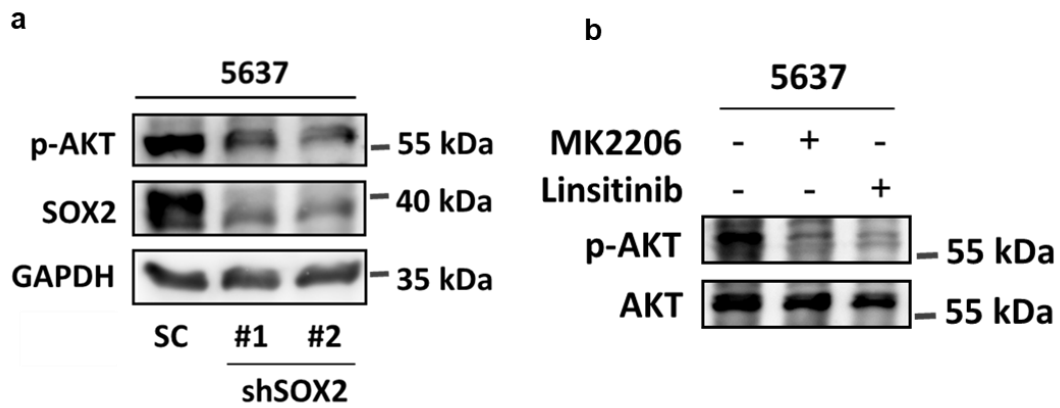 a
5637
p-AKT
55 kDa
SOX2
40 kDa
GAPDH
35 kDa
SC #1 #2
shSOX2
b
5637
MK2206 - + -
Linsitinib - - +
p-AKT
55 kDa
AKT
55 kDa